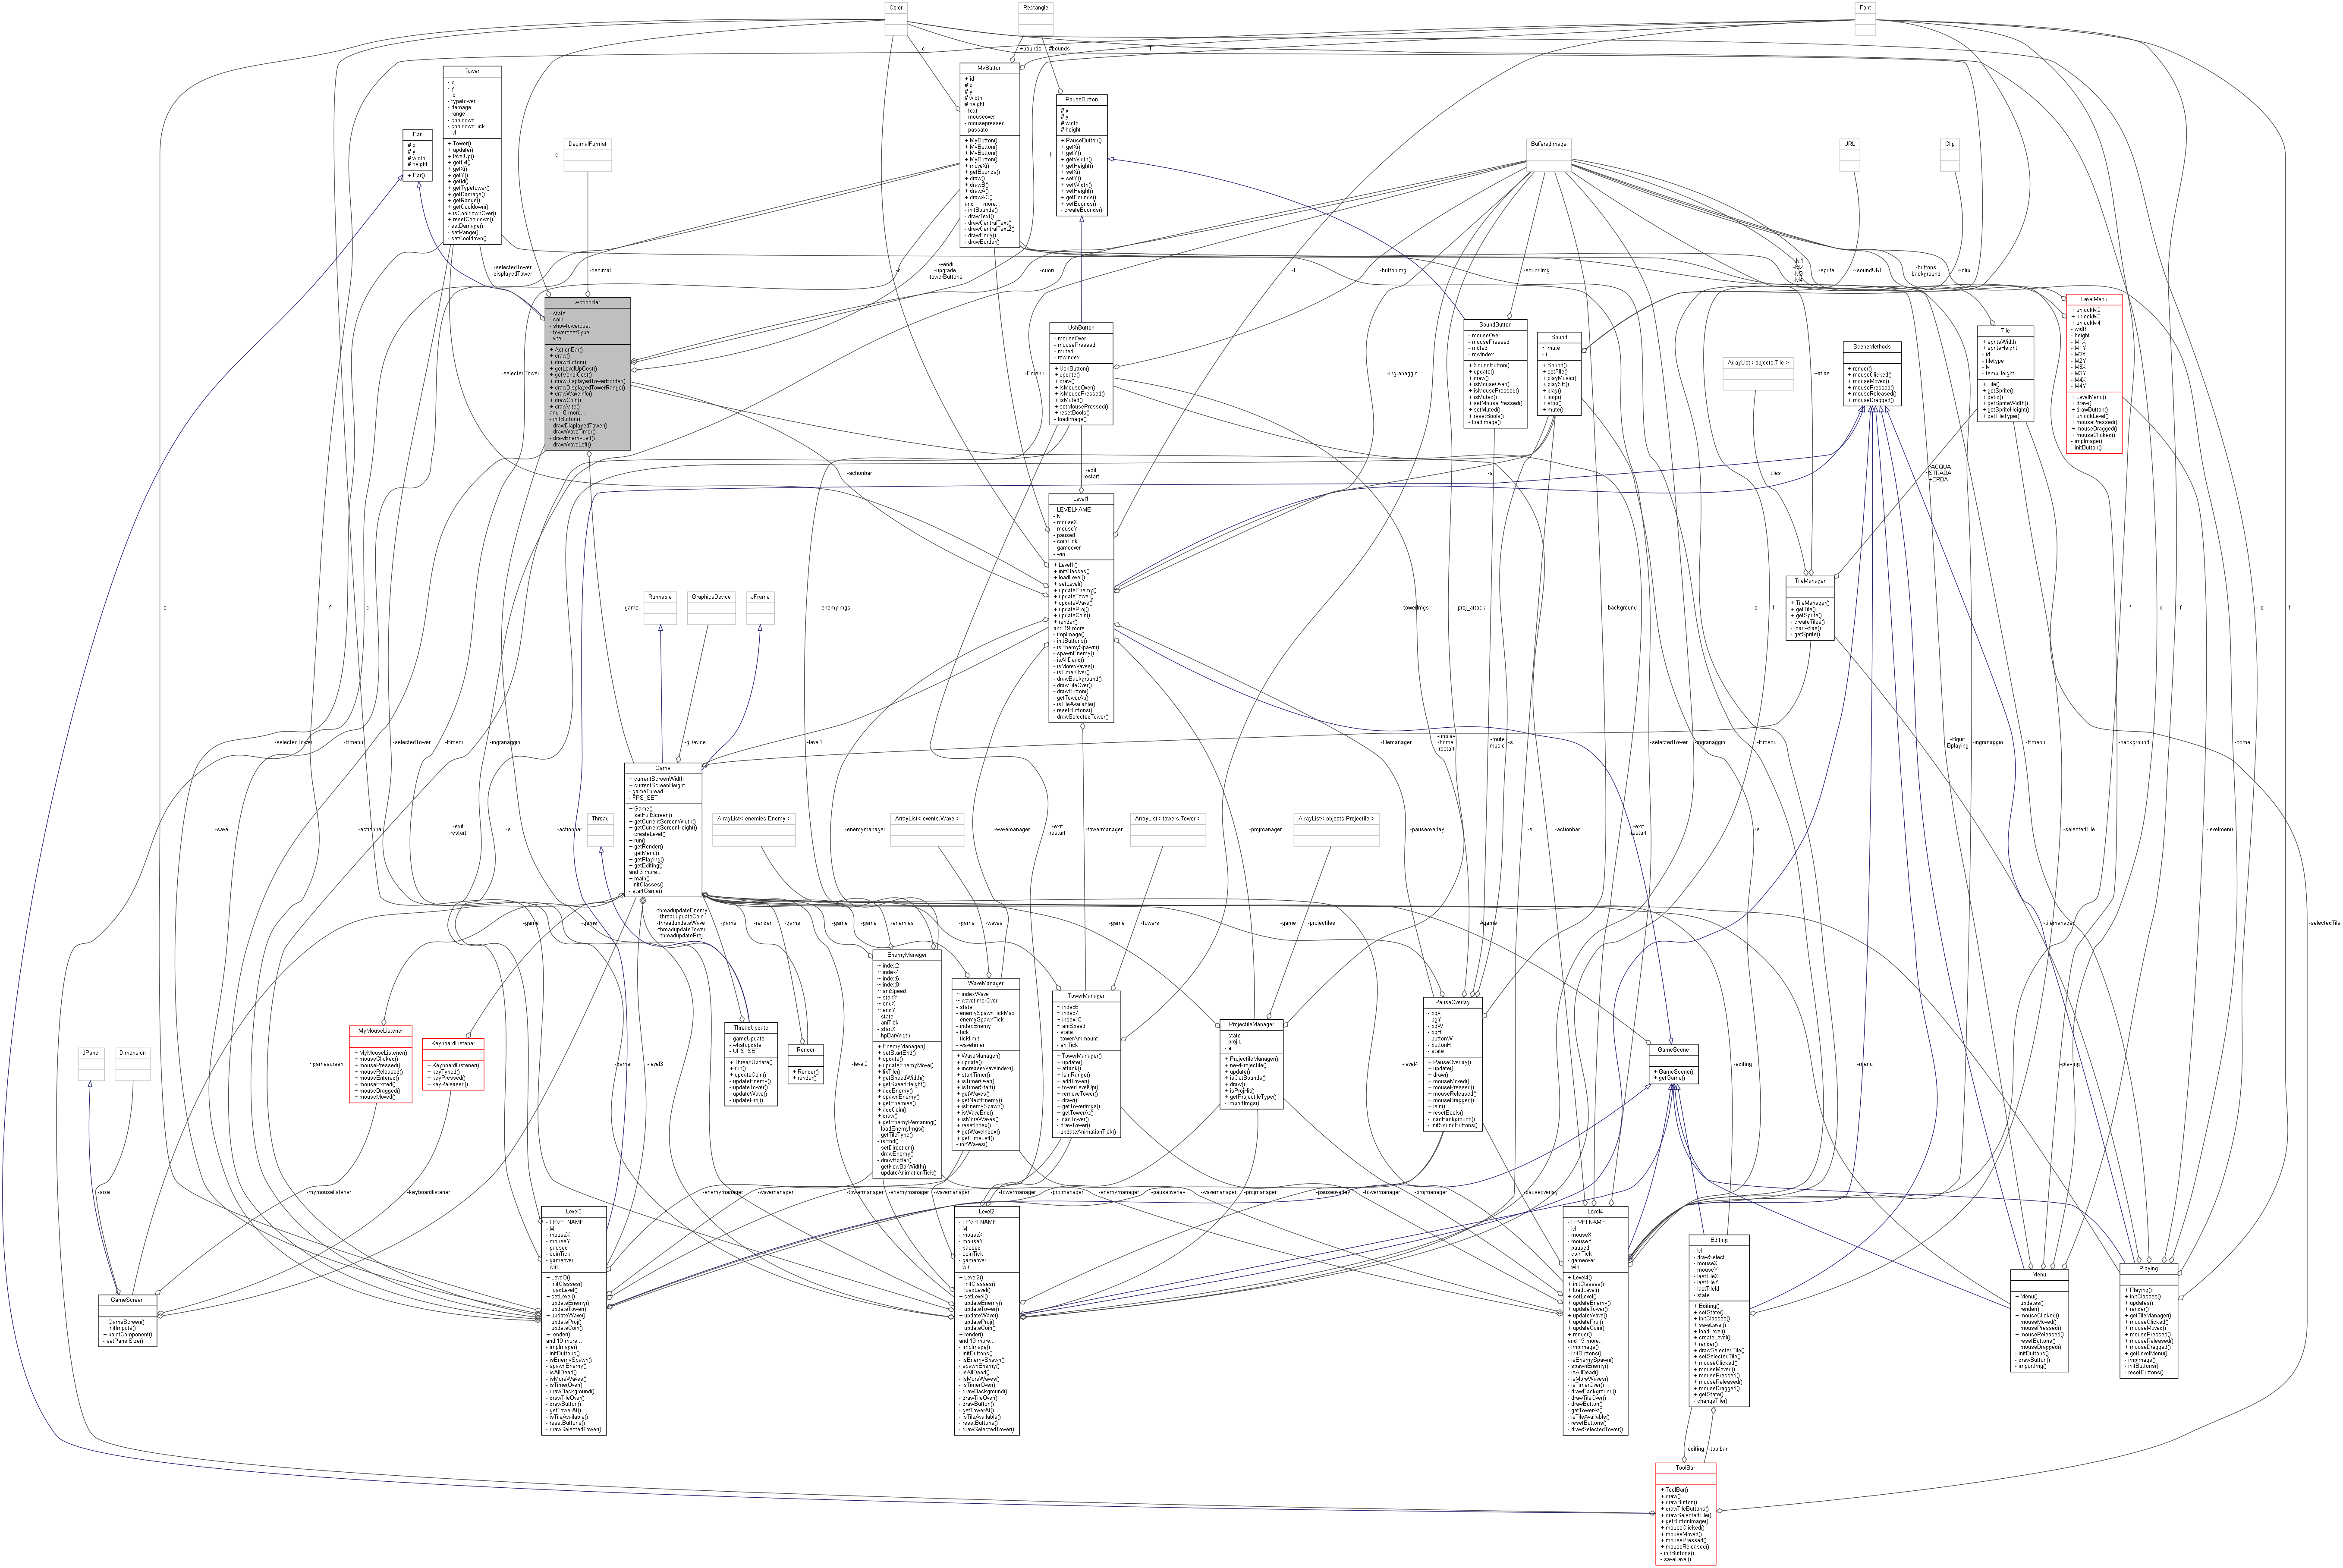 Color
Rectangle
Font
MyButton
+ id
# x
# y
# width
# height
- text
- mouseover
- mousepressed
- passato
+ MyButton()
+ MyButton()
+ MyButton()
+ MyButton()
+ moveX()
+ getBounds()
+ draw()
+ drawB()
+ drawA()
+ drawAC()
and 11 more...
- initBounds()
- drawText()
- drawCentralText()
- drawCentralText2()
- drawBody()
- drawBorder()
Tower
- x
- y
- id
- typetower
- damage
- range
- cooldown
- cooldownTick
- lvl
+ Tower()
+ update()
+ levelUp()
+ getLvl()
+ getX()
+ getY()
+ getId()
+ getTypetower()
+ getDamage()
+ getRange()
+ getCooldown()
+ isCooldownOver()
+ resetCooldown()
- setDamage()
- setRange()
- setCooldown()
PauseButton
# x
# y
# width
# height
+ PauseButton()
+ getX()
+ getY()
+ getWidth()
+ getHeight()
+ setX()
+ setY()
+ setWidth()
+ setHeight()
+ getBounds()
+ setBounds()
- createBounds()
Bar
# x
# y
# width
# height
+ Bar()
DecimalFormat
BufferedImage
URL
Clip
ActionBar
- state
- coin
- showtowercost
- towercostType
- vite
+ ActionBar()
+ draw()
+ drawButton()
+ getLevelUpCost()
+ getVendiCost()
+ drawDisplayedTowerBorder()
+ drawDisplayedTowerRange()
+ drawWaveInfo()
+ drawCoin()
+ drawVite()
and 10 more...
- initButton()
- drawDisplayedTower()
- drawWaveTimer()
- drawEnemyLeft()
- drawWaveLeft()
UshButton
- mouseOver
- mousePressed
- muted
- rowIndex
+ UshButton()
+ update()
+ draw()
+ isMouseOver()
+ isMousePressed()
+ isMuted()
+ setMousePressed()
+ resetBools()
- loadImage()
SoundButton
- mouseOver
- mousePressed
- muted
- rowIndex
+ SoundButton()
+ update()
+ draw()
+ isMouseOver()
+ isMousePressed()
+ isMuted()
+ setMousePressed()
+ setMuted()
+ resetBools()
- loadImage()
Sound
~ mute
- i
+ Sound()
+ setFile()
+ playMusic()
+ playSE()
+ play()
+ loop()
+ stop()
+ mute()
ArrayList< objects.Tile >
SceneMethods
+ render()
+ mouseClicked()
+ mouseMoved()
+ mousePressed()
+ mouseReleased()
+ mouseDragged()
Tile
+ spriteWidth
+ spriteHeight
- id
- tiletype
- lvl
- tempHeight
+ Tile()
+ getSprite()
+ getId()
+ getSpriteWidth()
+ getSpriteHeight()
+ getTileType()
LevelMenu
+ unlocklvl2
+ unlocklvl3
+ unlocklvl4
- width
- height
- lvl1X
- lvl1Y
- lvl2X
- lvl2Y
- lvl3X
- lvl3Y
- lvl4X
- lvl4Y
+ LevelMenu()
+ draw()
+ drawButton()
+ unlockLevel()
+ mousePressed()
+ mouseDragged()
+ mouseClicked()
- impImage()
- initButton()
Level1
- LEVELNAME
- lvl
- mouseX
- mouseY
- paused
- coinTick
- gameover
- win
+ Level1()
+ initClasses()
+ loadLevel()
+ setLevel()
+ updateEnemy()
+ updateTower()
+ updateWave()
+ updateProj()
+ updateCoin()
+ render()
and 19 more...
- impImage()
- initButtons()
- isEnemySpawn()
- spawnEnemy()
- isAllDead()
- isMoreWaves()
- isTimerOver()
- drawBackground()
- drawTileOver()
- drawButton()
- getTowerAt()
- isTileAvailable()
- resetButtons()
- drawSelectedTower()
TileManager
+ TileManager()
+ getTile()
+ getSprite()
- createTiles()
- loadAtlas()
- getSprite()
Runnable
GraphicsDevice
JFrame
Game
+ currentScreenWidth
+ currentScreenHeight
- gameThread
- FPS_SET
+ Game()
+ setFullScreen()
+ getCurrentScreenWidth()
+ getCurrentScreenHeight()
+ createLevel()
+ run()
+ getRender()
+ getMenu()
+ getPlaying()
+ getEditing()
and 6 more...
+ main()
- InitClasses()
- startGame()
Thread
ArrayList< enemies.Enemy >
ArrayList< events.Wave >
ArrayList< towers.Tower >
ArrayList< objects.Projectile >
EnemyManager
~ index2
~ index4
~ index6
~ index8
~ aniSpeed
~ startY
~ endX
~ endY
- state
- aniTick
- startX
- hpBarWidth
+ EnemyManager()
+ setStartEnd()
+ update()
+ updateEnemyMove()
+ fixTile()
+ getSpeedWidth()
+ getSpeedHeight()
+ addEnemy()
+ spawnEnemy()
+ getEnemies()
+ addCoin()
+ draw()
+ getEnemyRemaning()
- loadEnemyImgs()
- getTileType()
- isEnd()
- setDirection()
- drawEnemy()
- drawHpBar()
- getNewBarWidth()
- updateAnimationTick()
WaveManager
~ indexWave
~ wavetimerOver
- state
- enemySpawnTickMax
- enemySpawnTick
- indexEnemy
- tick
- ticklimit
- wavetimer
+ WaveManager()
+ update()
+ increaseWaveIndex()
+ startTimer()
+ isTimerOver()
+ isTimerStart()
+ getWaves()
+ getNextEnemy()
+ isEnemySpawn()
+ isWaveEnd()
+ isMoreWaves()
+ resetIndex()
+ getWaveIndex()
+ getTimeLeft()
- initWaves()
TowerManager
~ index6
~ index7
~ index10
~ aniSpeed
- state
- towerAmmount
- aniTick
+ TowerManager()
+ update()
+ attack()
+ isInRange()
+ addTower()
+ towerLevelUp()
+ removeTower()
+ draw()
+ getTowerImgs()
+ getTowerAt()
- loadTower()
- drawTower()
- updateAnimationTick()
ProjectileManager
- state
- projId
- a
+ ProjectileManager()
+ newProjectile()
+ update()
+ isOutBounds()
+ draw()
+ isProjHit()
+ getProjectileType()
- importImgs()
PauseOverlay
- bgX
- bgY
- bgW
- bgH
- buttonW
- buttonH
- state
+ PauseOverlay()
+ update()
+ draw()
+ mouseMoved()
+ mousePressed()
+ mouseReleased()
+ mouseDragged()
+ isIn()
+ resetBools()
- loadBackground()
- initSoundButtons()
ThreadUpdate
- gameUpdate
- whatupdate
- UPS_SET
+ ThreadUpdate()
+ run()
+ updateCoin()
- updateEnemy()
- updateTower()
- updateWave()
- updateProj()
Render
+ Render()
+ render()
MyMouseListener
+ MyMouseListener()
+ mouseClicked()
+ mousePressed()
+ mouseReleased()
+ mouseEntered()
+ mouseExited()
+ mouseDragged()
+ mouseMoved()
KeyboardListener
+ KeyboardListener()
+ keyTyped()
+ keyPressed()
+ keyReleased()
JPanel
Dimension
GameScene
+ GameScene()
+ getGame()
GameScreen
+ GameScreen()
+ initImputs()
+ paintComponent()
- setPanelSize()
Level3
- LEVELNAME
- lvl
- mouseX
- mouseY
- paused
- coinTick
- gameover
- win
+ Level3()
+ initClasses()
+ loadLevel()
+ setLevel()
+ updateEnemy()
+ updateTower()
+ updateWave()
+ updateProj()
+ updateCoin()
+ render()
and 19 more...
- impImage()
- initButtons()
- isEnemySpawn()
- spawnEnemy()
- isAllDead()
- isMoreWaves()
- isTimerOver()
- drawBackground()
- drawTileOver()
- drawButton()
- getTowerAt()
- isTileAvailable()
- resetButtons()
- drawSelectedTower()
Level2
- LEVELNAME
- lvl
- mouseX
- mouseY
- paused
- coinTick
- gameover
- win
+ Level2()
+ initClasses()
+ loadLevel()
+ setLevel()
+ updateEnemy()
+ updateTower()
+ updateWave()
+ updateProj()
+ updateCoin()
+ render()
and 19 more...
- impImage()
- initButtons()
- isEnemySpawn()
- spawnEnemy()
- isAllDead()
- isMoreWaves()
- isTimerOver()
- drawBackground()
- drawTileOver()
- drawButton()
- getTowerAt()
- isTileAvailable()
- resetButtons()
- drawSelectedTower()
Level4
- LEVELNAME
- lvl
- mouseX
- mouseY
- paused
- coinTick
- gameover
- win
+ Level4()
+ initClasses()
+ loadLevel()
+ setLevel()
+ updateEnemy()
+ updateTower()
+ updateWave()
+ updateProj()
+ updateCoin()
+ render()
and 19 more...
- impImage()
- initButtons()
- isEnemySpawn()
- spawnEnemy()
- isAllDead()
- isMoreWaves()
- isTimerOver()
- drawBackground()
- drawTileOver()
- drawButton()
- getTowerAt()
- isTileAvailable()
- resetButtons()
- drawSelectedTower()
Editing
- lvl
- drawSelect
- mouseX
- mouseY
- lastTileX
- lastTileY
- lastTileId
- state
+ Editing()
+ setState()
+ initClasses()
+ saveLevel()
+ loadLevel()
+ createLevel()
+ render()
+ drawSelectedTile()
+ setSelectedTile()
+ mouseClicked()
+ mouseMoved()
+ mousePressed()
+ mouseReleased()
+ mouseDragged()
+ getState()
- changeTile()
Menu
+ Menu()
+ updates()
+ render()
+ mouseClicked()
+ mouseMoved()
+ mousePressed()
+ mouseReleased()
+ resetButtons()
+ mouseDragged()
- initButtons()
- drawButton()
- importImg()
Playing
+ Playing()
+ initClasses()
+ updates()
+ render()
+ getTileManager()
+ mouseClicked()
+ mouseMoved()
+ mousePressed()
+ mouseReleased()
+ mouseDragged()
+ getLevelMenu()
- impImage()
- initButtons()
- resetButtons()
ToolBar
+ ToolBar()
+ draw()
+ drawButton()
+ drawTileButtons()
+ drawSelectedTile()
+ getButtonImage()
+ mouseClicked()
+ mouseMoved()
+ mousePressed()
+ mouseReleased()
- initButtons()
- saveLevel()
-c
+bounds
#bounds
-f
-selectedTower
-displayedTower
-decimal
-vendi
-upgrade
-towerButtons
-cuori
-buttonImg
-soundImg
-sprite
~soundURL
-buttons
-background
~clip
-Bmenu
-ingranaggio
+atlas
-actionbar
-exit
-restart
-s
+tiles
+ACQUA
+STRADA
+ERBA
-game
-enemyImgs
-towerImgs
-proj_attack
-background
-gDevice
-level1
-tilemanager
-unplay
-home
-restart
-mute
-music
-Bquit
-Bplaying
-save
-enemymanager
-wavemanager
-towermanager
-projmanager
-pauseoverlay
-selectedTile
-levelmenu
-threadupdateEnemy
-threadupdateCoin
-threadupdateWave
-threadupdateTower
-threadupdateProj
-render
-enemies
-waves
-towers
-projectiles
#game
~gamescreen
-level3
-level2
-level4
-editing
-menu
-playing
-size
-mymouselistener
-keyboardlistener
-editing
-toolbar